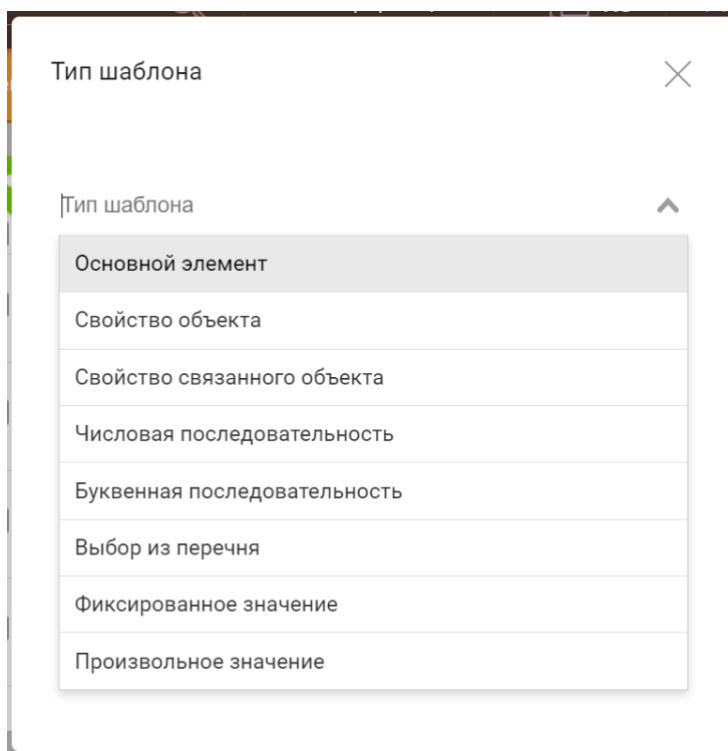 Тип шаблона
Тип шаблона
Основной элемент
Свойство объекта
Свойство связанного объекта
Числовая последовательность
Буквенная последовательность
Выбор из перечня
Фиксированное значение
Произвольное значение